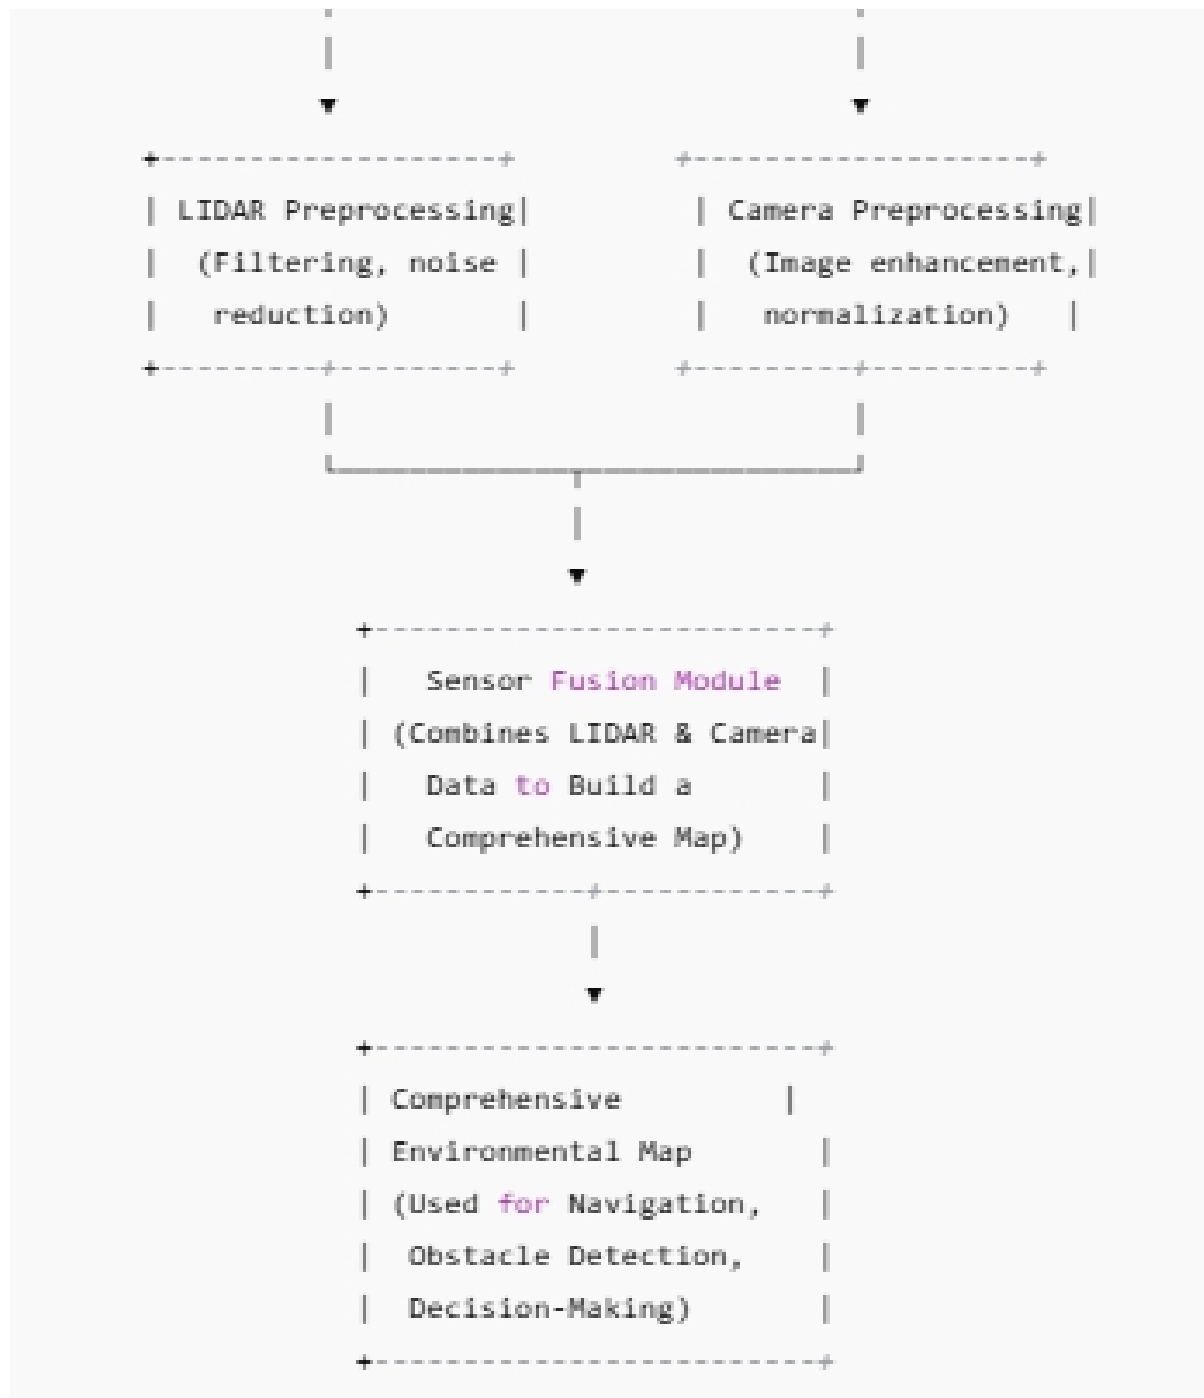 LIDAR Preprocessing
(Filtering, noise
reduction)
Camera Preprocessing
(Image enhancement,
normalization)
Sensor Fusion Module
(Combines LIDAR & Camera
Data to Build a
Comprehensive Map)
Comprehensive
Environmental Map
(Used for Navigation,
Obstacle Detection,
Decision-Making)